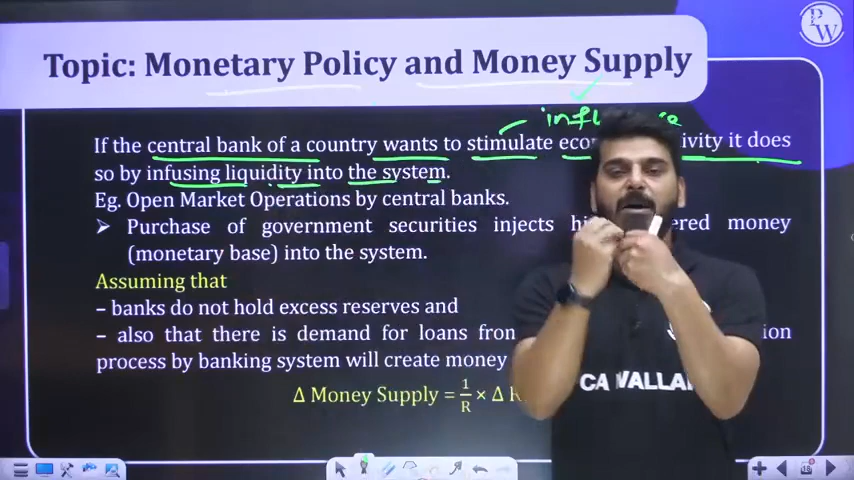 PW
Topic: Monetary Policy and Money Supply
If the central bank of a country wants to stimulate eco ivity it does
so by infusing liquidity into the system.
Eg. Open Market Operations by central banks.
➤ Purchase of government securities injects hi ered money
(monetary base) into the system.
Assuming that
– banks do not hold excess reserves and
– also that there is demand for loans from ion
process by banking system will create money
Δ Money Supply = 1/R × Δ R
CA WALLA
18